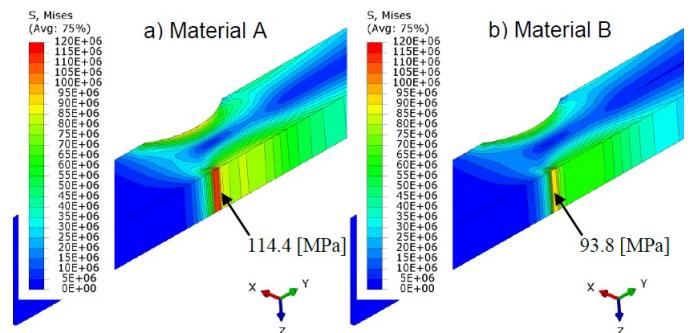 S, Mises
(Avg: 75%)
120E+06
115E+06
110E+06
105E+06
100E+06
95E+06
90E+06
85E+06
80E+06
75E+06
70E+06
65E+06
60E+06
55E+06
50E+06
45E+06
40E+06
35E+06
30E+06
25E+06
20E+06
15E+06
10E+06
5E+06
0E+00
a) Material A
114.4 [MPa]
X
Y
Z
S, Mises
(Avg: 75%)
120E+06
115E+06
110E+06
105E+06
100E+06
95E+06
90E+06
85E+06
80E+06
75E+06
70E+06
65E+06
60E+06
55E+06
50E+06
45E+06
40E+06
35E+06
30E+06
25E+06
20E+06
15E+06
10E+06
5E+06
0E+00
b) Material B
93.8 [MPa]
X
Y
Z